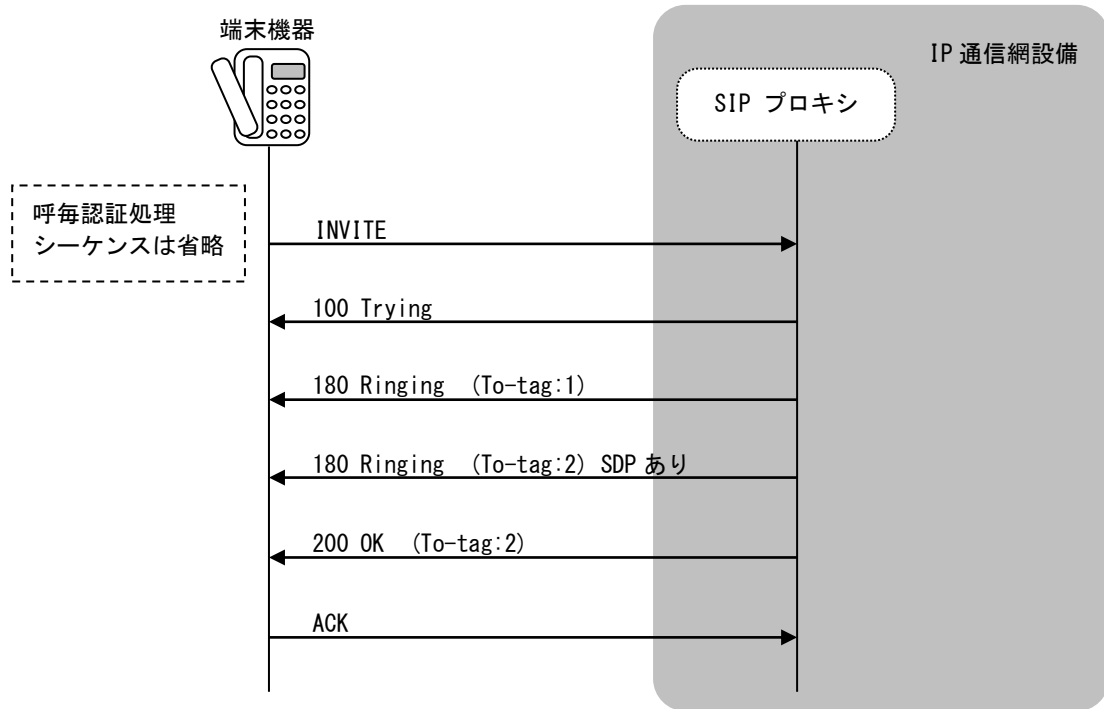 端末機器
IP 通信網設備
SIP プロキシ
呼毎認証処理
シーケンスは省略
INVITE
100 Trying
180 Ringing (To-tag:1)
180 Ringing (To-tag:2) SDP あり
200 OK (To-tag:2)
ACK